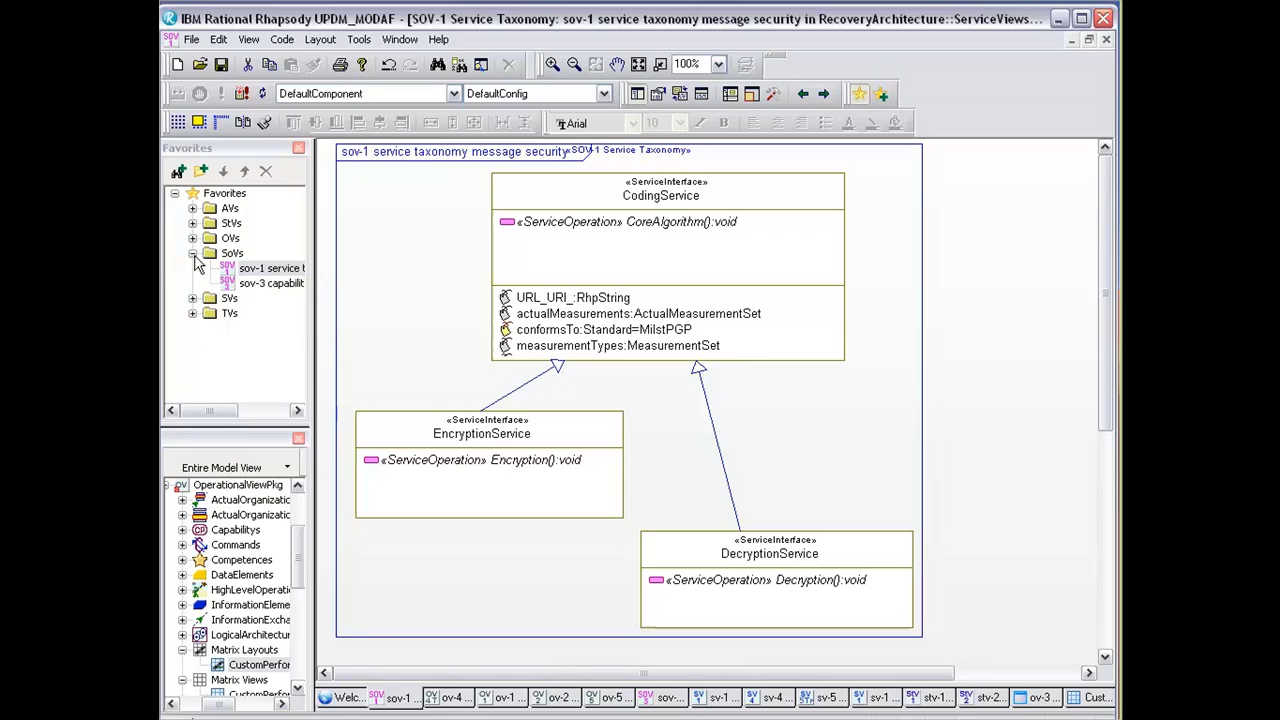 IBM Rational Rhapsody UPDM_MODAF - [SOV-1 Service Taxonomy: sov-1 service taxonomy message security in RecoveryArchitecture::ServiceViews...
File Edit View Code Layout Tools Window Help
100%
DefaultComponent DefaultConfig
Arial 10
Favorites
Favorites
AVs
StVs
OVs
SoVs
sov-1 service t
sov-3 capabilit
SVs
TVs
Entire Model View
OperationalViewPkg
ActualOrganizatic
ActualOrganizatic
Capabilitys
Commands
Competences
DataElements
HighLevelOperati
InformationEleme
InformationExcha
LogicalArchitectur
Matrix Layouts
CustomPerfor
Matrix Views
CustomPerfor
sov-1 service taxonomy message security «SOV-1 Service Taxonomy»
«ServiceInterface»
CodingService
«ServiceOperation» CoreAlgorithm():void
URL_URI_:RhpString
actualMeasurements:ActualMeasurementSet
conformsTo:Standard=MilstPGP
measurementTypes:MeasurementSet
«ServiceInterface»
EncryptionService
«ServiceOperation» Encryption():void
«ServiceInterface»
DecryptionService
«ServiceOperation» Decryption():void
Welc... sov-1... ov-4... ov-1... ov-2... ov-5... sov-... sv-1... sv-4... sv-5... sv-1... stv-1... stv-2... ov-3... Cust...